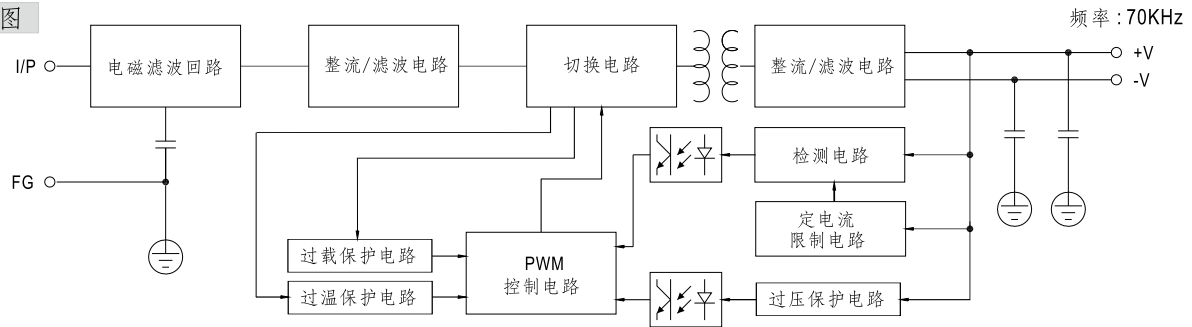 图
频率 : 70KHz
I/P
电磁滤波回路
整流/滤波电路
切换电路
整流/滤波电路
+V
-V
FG
检测电路
定电流
限制电路
过载保护电路
PWM
控制电路
过温保护电路
过压保护电路